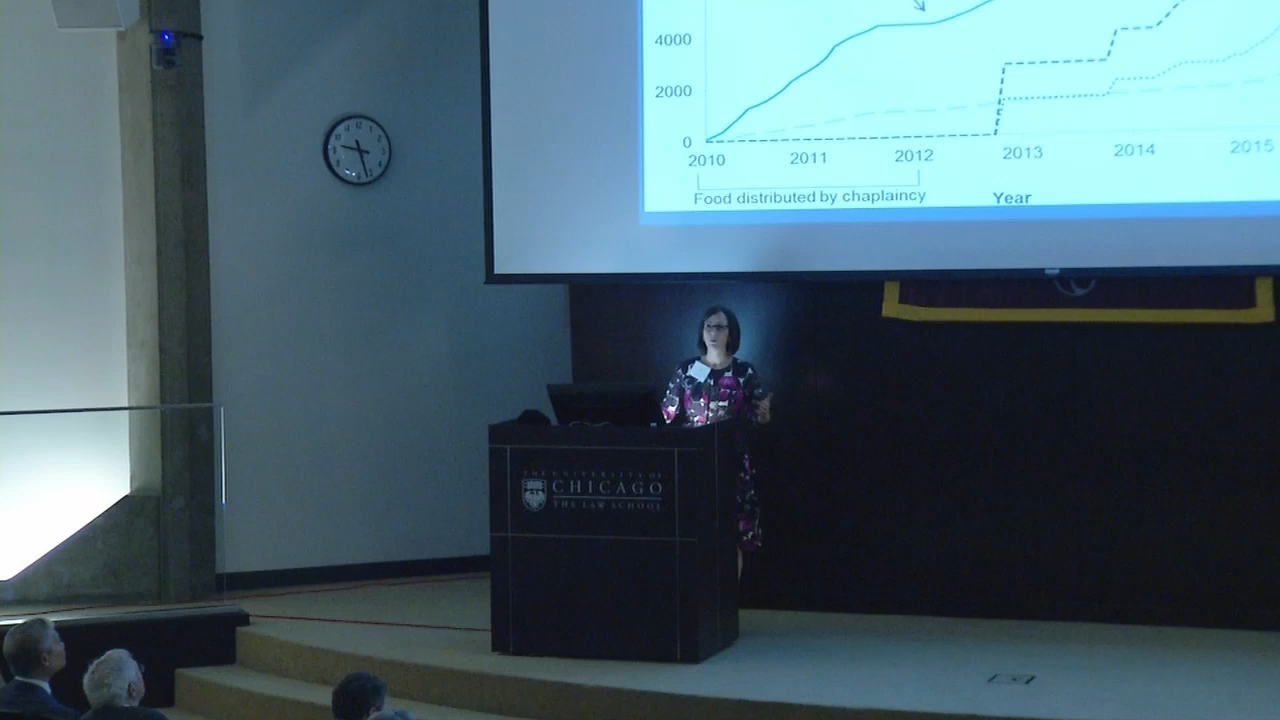 4000
2000
0
2010 2011 2012 2013 2014 2015
Food distributed by chaplaincy Year
THE UNIVERSITY OF
CHICAGO
THE LAW SCHOOL